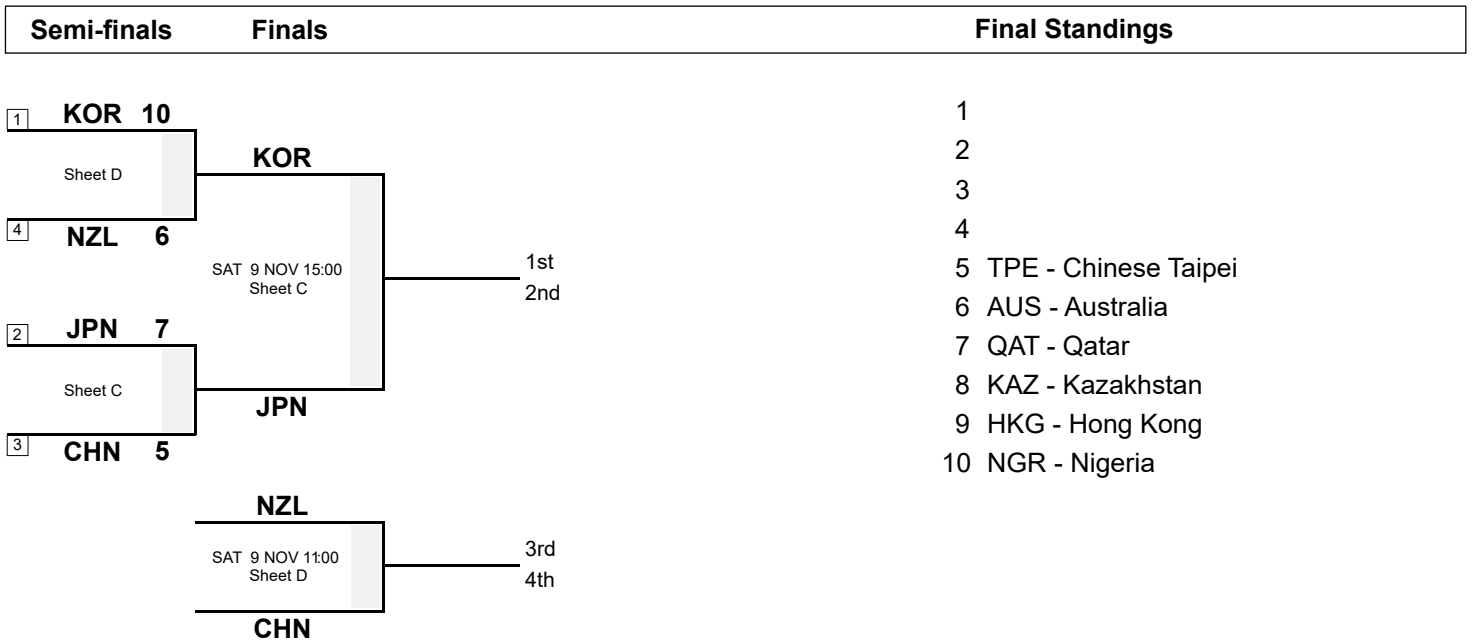 Semi-finals Finals Final Standings
1 KOR 10
Sheet D
4 NZL 6
KOR
SAT 9 NOV 15:00
Sheet C
JPN
1st
2nd
2 JPN 7
Sheet C
3 CHN 5
NZL
SAT 9 NOV 11:00
Sheet D
CHN
3rd
4th
1
2
3
4
5 TPE - Chinese Taipei
6 AUS - Australia
7 QAT - Qatar
8 KAZ - Kazakhstan
9 HKG - Hong Kong
10 NGR - Nigeria